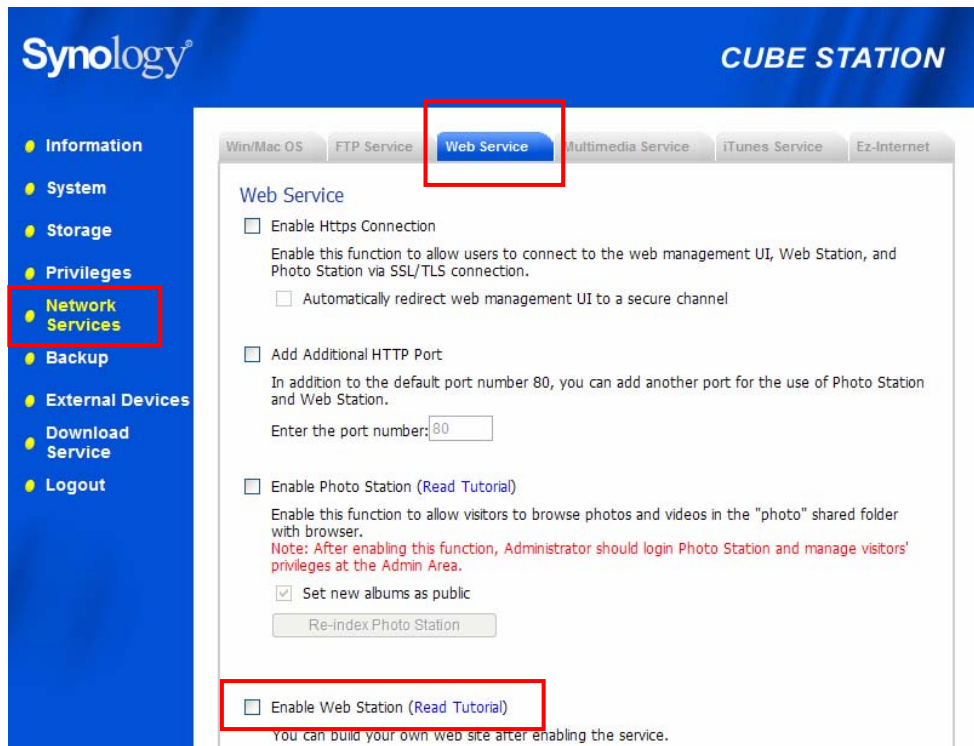 Synology®
CUBE STATION
Information
System
Storage
Privileges
Network
Services
Backup
External Devices
Download
Service
Logout
Win/Mac OS
FTP Service
Web Service
Multimedia Service
iTunes Service
Ez-Internet
Web Service
Enable Https Connection
Enable this function to allow users to connect to the web management UI, Web Station, and
Photo Station via SSL/TLS connection.
Automatically redirect web management UI to a secure channel
Add Additional HTTP Port
In addition to the default port number 80, you can add another port for the use of Photo Station
and Web Station.
Enter the port number: 80
Enable Photo Station (Read Tutorial)
Enable this function to allow visitors to browse photos and videos in the "photo" shared folder
with browser.
Note: After enabling this function, Administrator should login Photo Station and manage visitors'
privileges at the Admin Area.
Set new albums as public
Re-index Photo Station
Enable Web Station (Read Tutorial)
You can build your own web site after enabling the service.